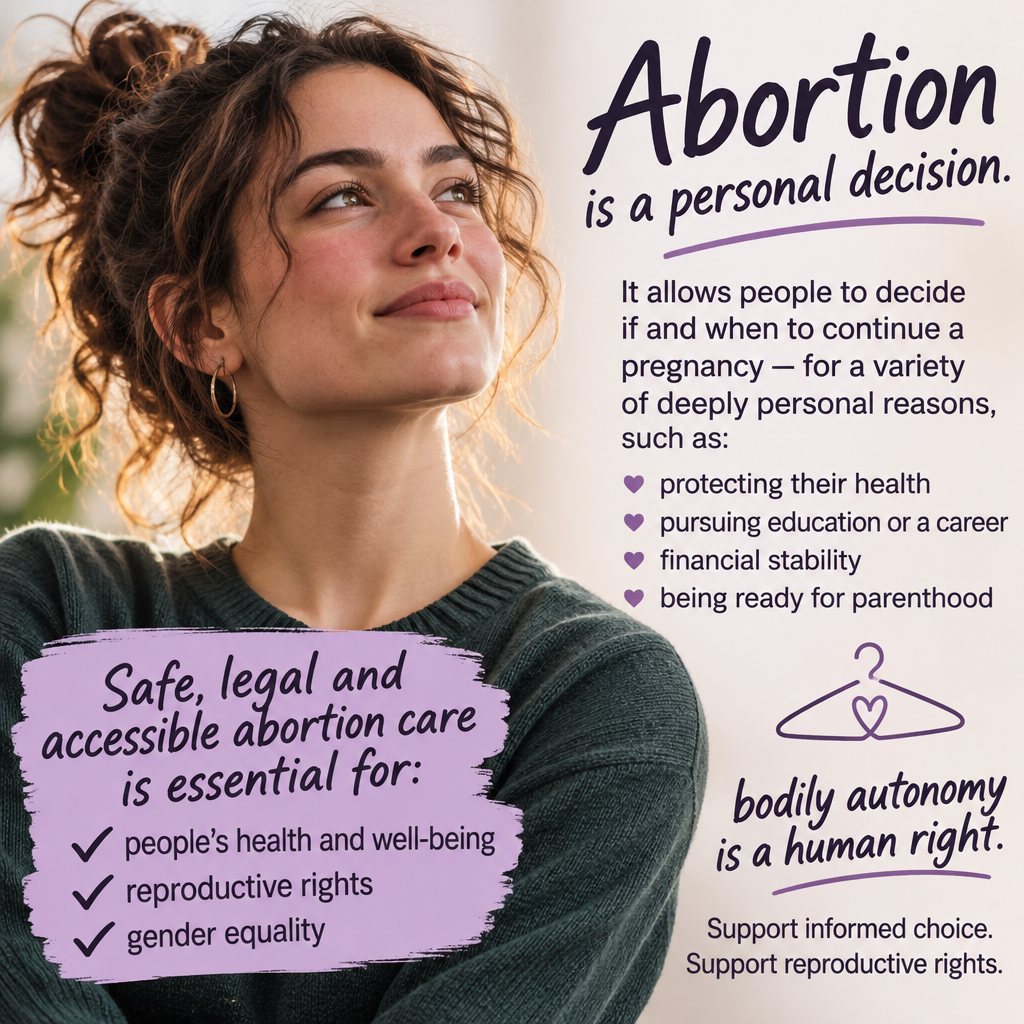 Abortion
is a personal decision.
It allows people to decide
if and when to continue a
pregnancy — for a variety
of deeply personal reasons,
such as:
protecting their health
pursuing education or a career
financial stability
being ready for parenthood
Safe, legal and
accessible abortion care
is essential for:
people's health and well-being
reproductive rights
gender equality
bodily autonomy
is a human right.
Support informed choice.
Support reproductive rights.